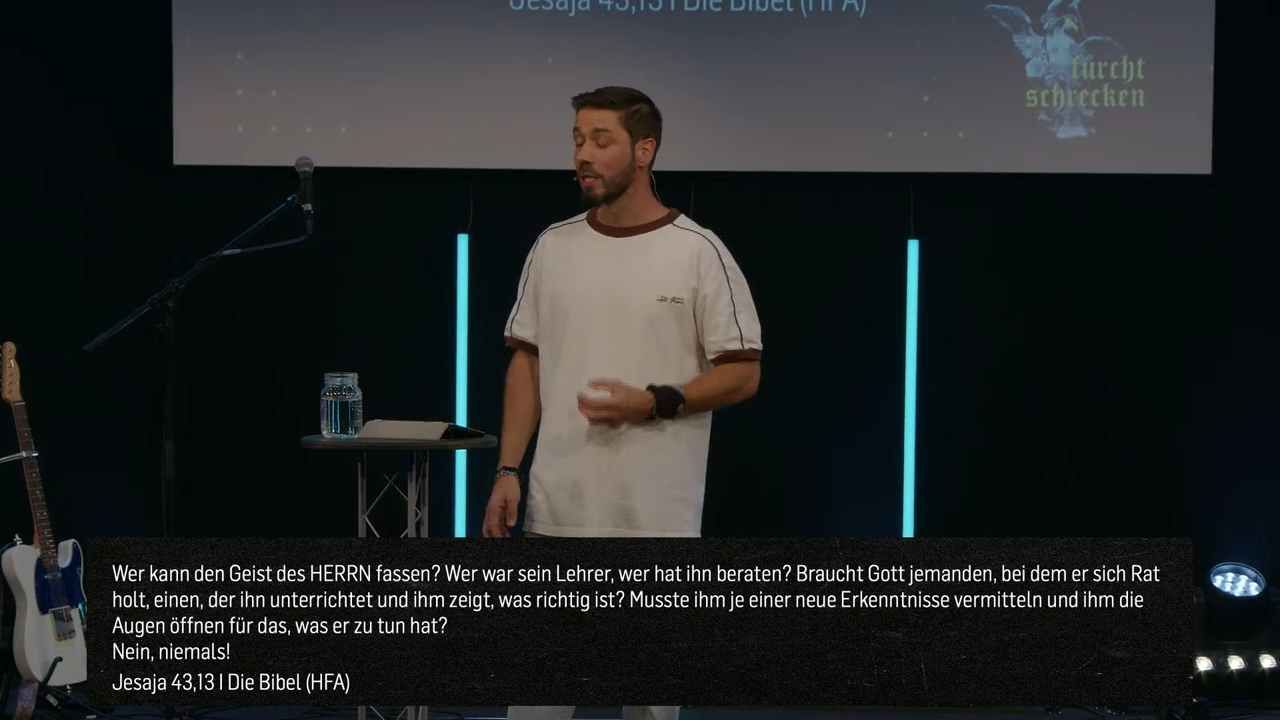 Jesaja 43,13 I Die Bibel (HFA)
furcht
schrecken
Wer kann den Geist des HERRN fassen? Wer war sein Lehrer, wer hat ihn beraten? Braucht Gott jemanden, bei dem er sich Rat
holt, einen, der ihn unterrichtet und ihm zeigt, was richtig ist? Musste ihm je einer neue Erkenntnisse vermitteln und ihm die
Augen öffnen für das, was er zu tun hat?
Nein, niemals!
Jesaja 43,13 I Die Bibel (HFA)